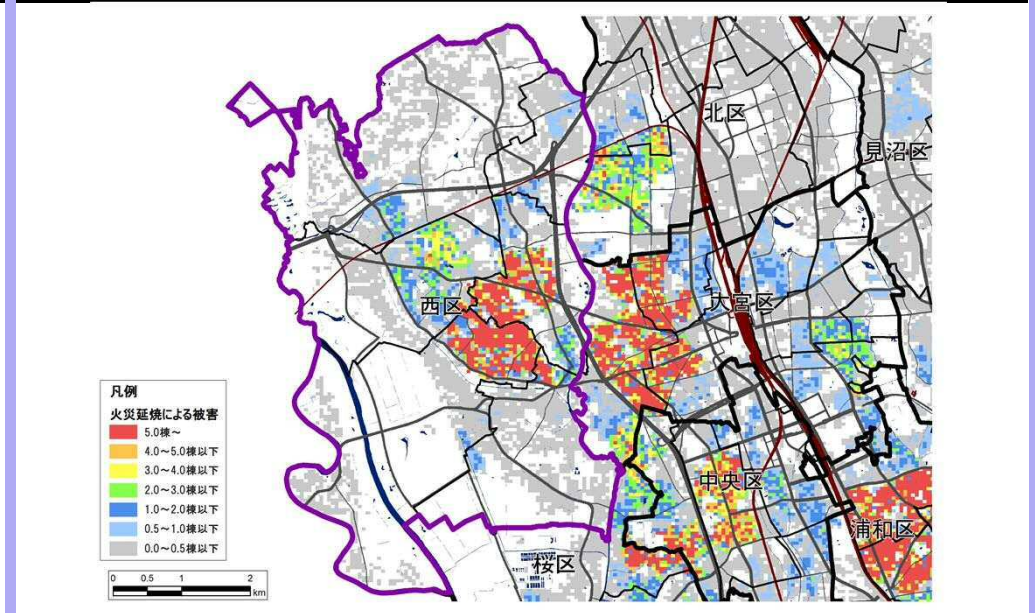 北区
見沼区
大宮区
西区
中央区
浦和区
桜区
凡例
火災延焼による被害
5.0棟～
4.0～5.0棟以下
3.0～4.0棟以下
2.0～3.0棟以下
1.0～2.0棟以下
0.5～1.0棟以下
0.0～0.5棟以下
0 0.5 1 2
km